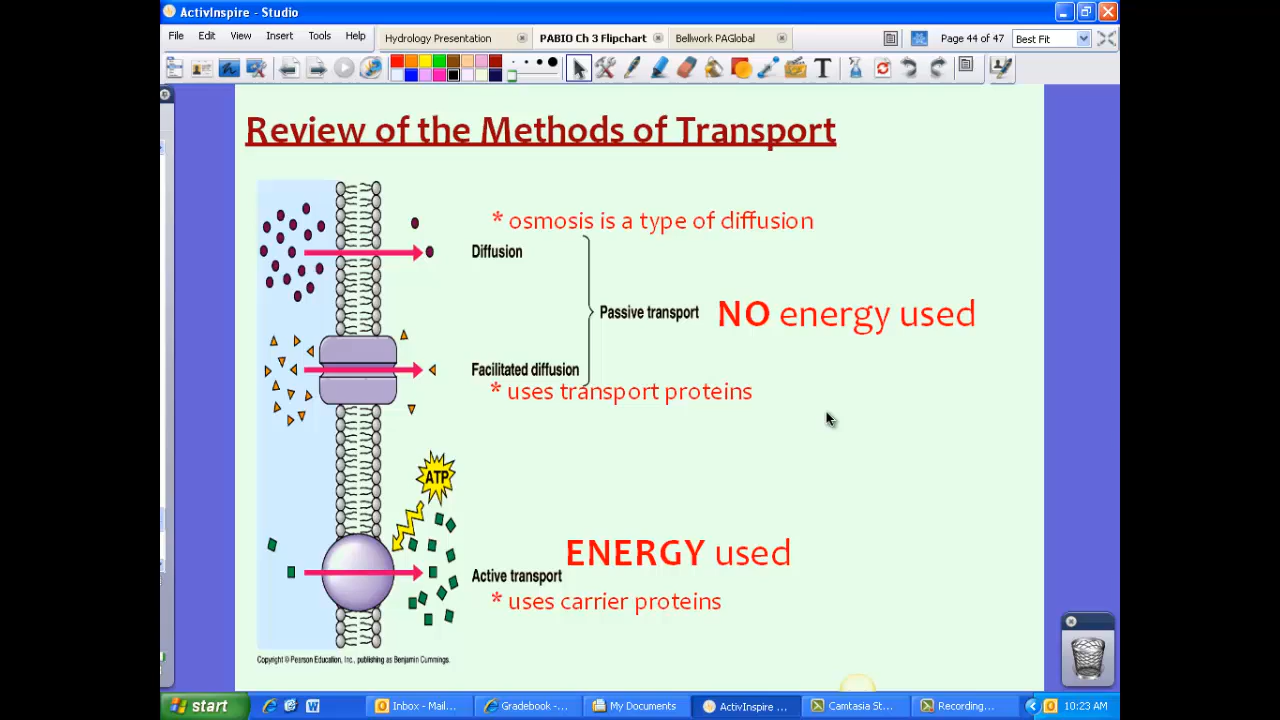 ActivInspire - Studio
File Edit View Insert Tools Help
Hydrology Presentation
PABIO Ch 3 Flipchart
Bellwork PAGlobal
Page 44 of 47
Best Fit
T
Review of the Methods of Transport
* osmosis is a type of diffusion
Diffusion
Passive transport
NO energy used
Facilitated diffusion
* uses transport proteins
ATP
ENERGY used
Active transport
* uses carrier proteins
Copyright © Pearson Education, Inc., publishing as Benjamin Cummings.
start
Inbox - Mail...
Gradebook -...
My Documents
ActivInspire ...
Camtasia St...
Recording...
10:23 AM